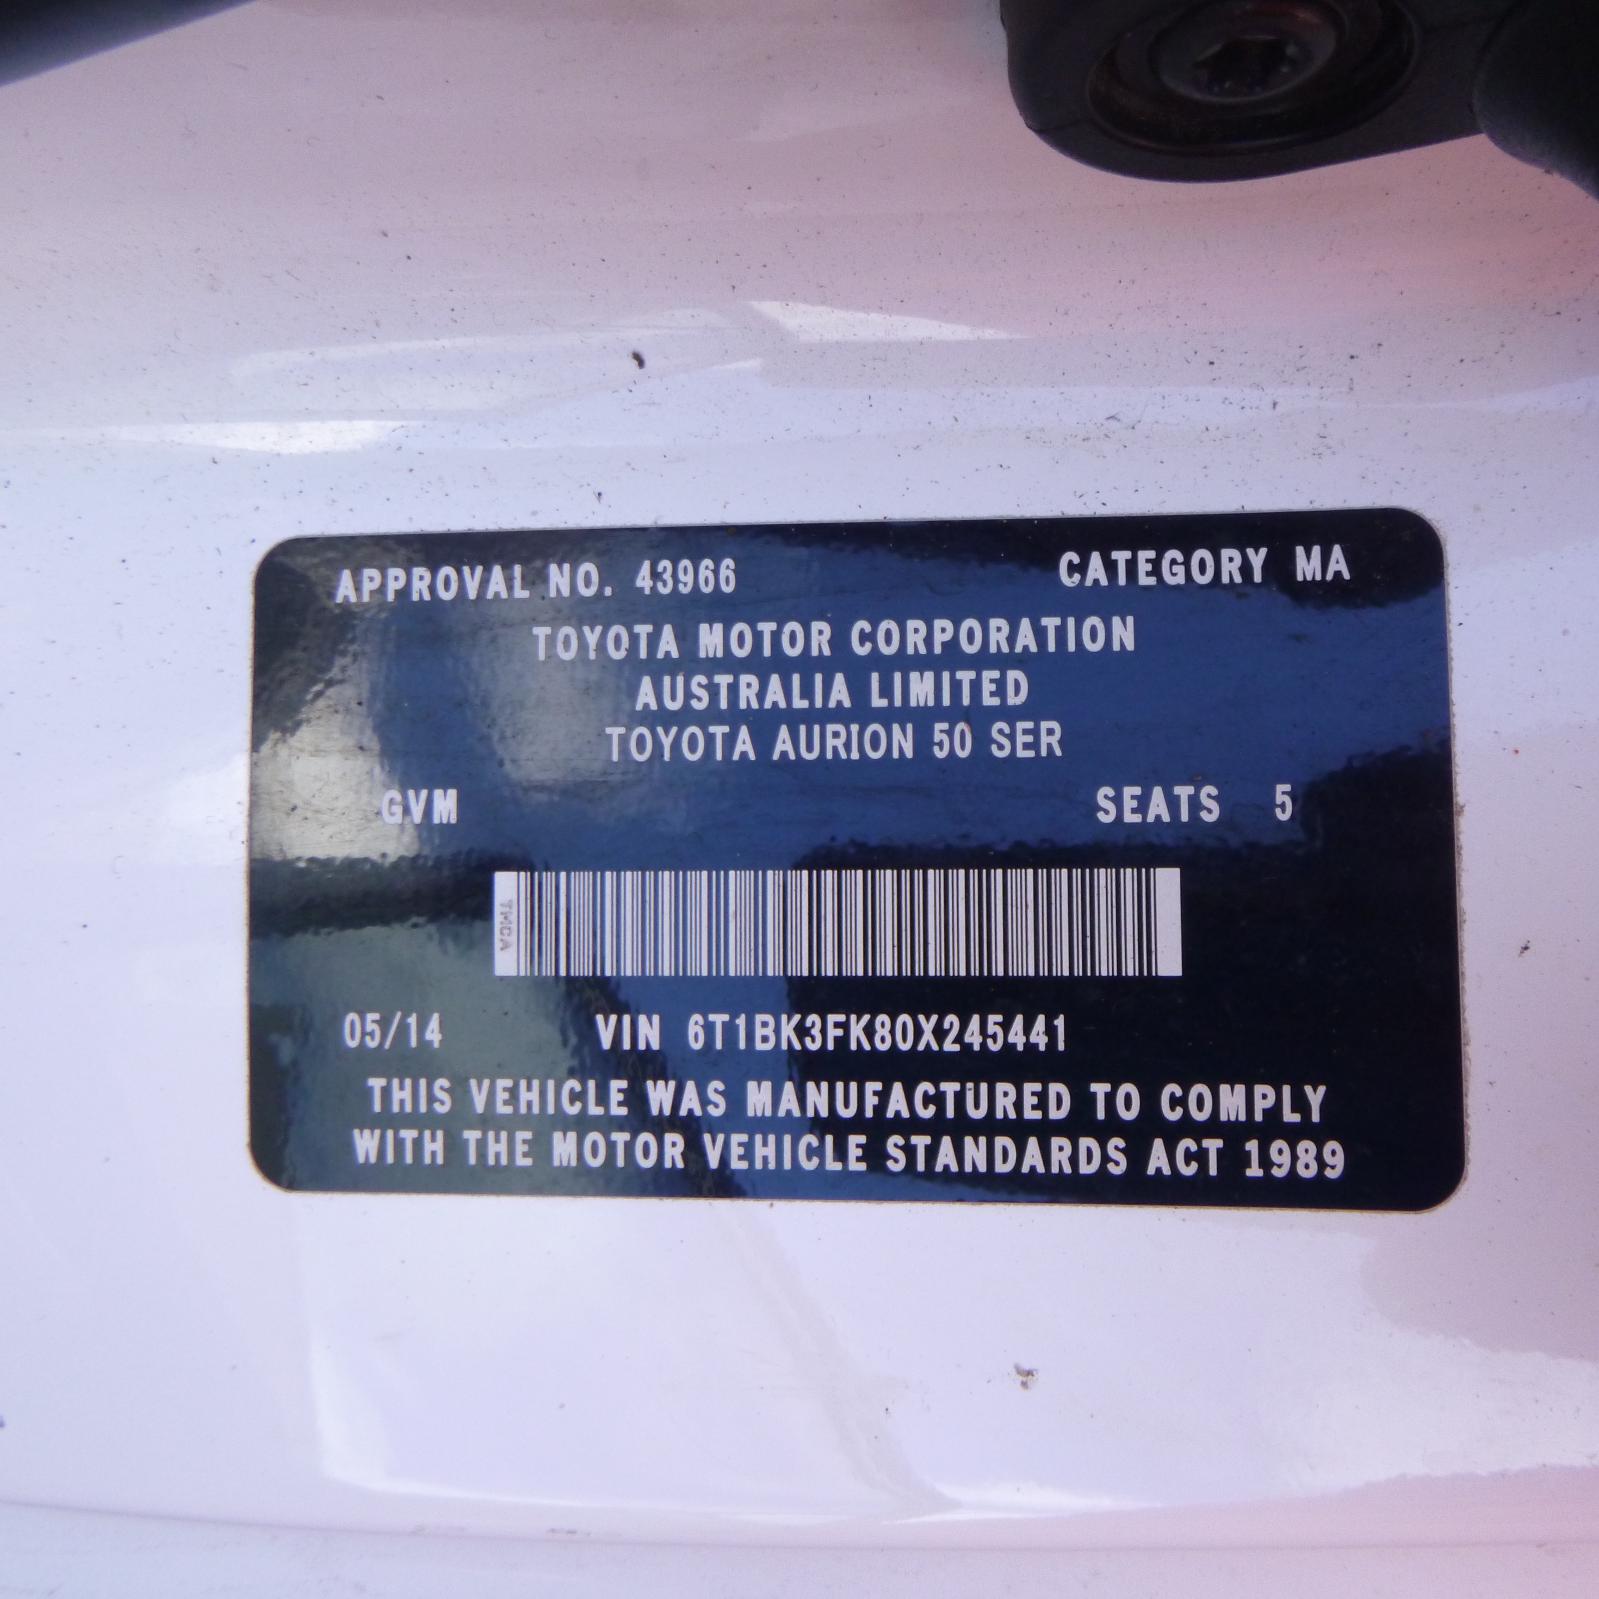 APPROVAL NO. 43966 CATEGORY MA
TOYOTA MOTOR CORPORATION
AUSTRALIA LIMITED
TOYOTA AURION 50 SER
GVM SEATS 5
TMCA
05/14 VIN 6T1BK3FK80X245441
THIS VEHICLE WAS MANUFACTURED TO COMPLY
WITH THE MOTOR VEHICLE STANDARDS ACT 1989